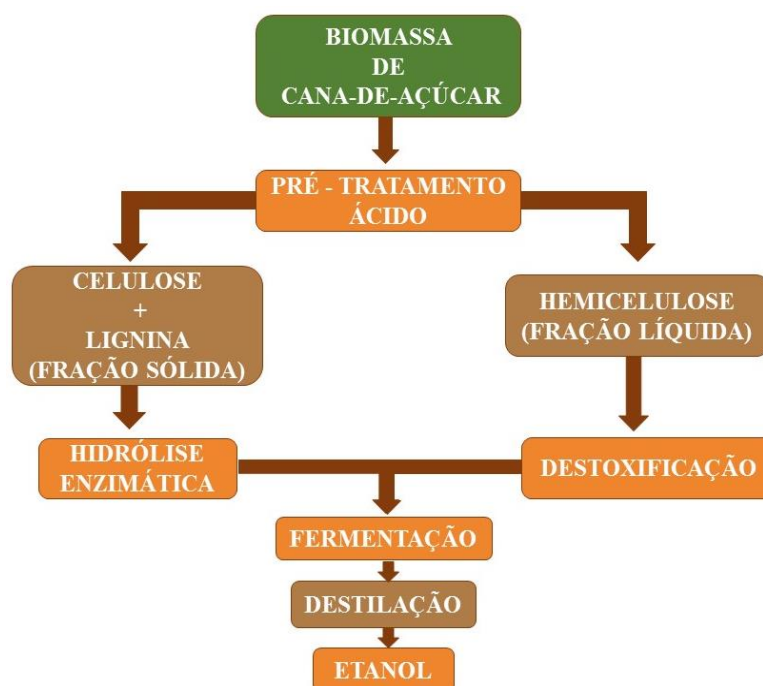 BIOMASSA
DE
CANA-DE-AÇÚCAR
PRÉ - TRATAMENTO
ÁCIDO
CELULOSE
+
LIGNINA
(FRAÇÃO SÓLIDA)
HEMICELULOSE
(FRAÇÃO LÍQUIDA)
HIDRÓLISE
ENZIMÁTICA
DESTOXIFICAÇÃO
FERMENTAÇÃO
DESTILAÇÃO
ETANOL